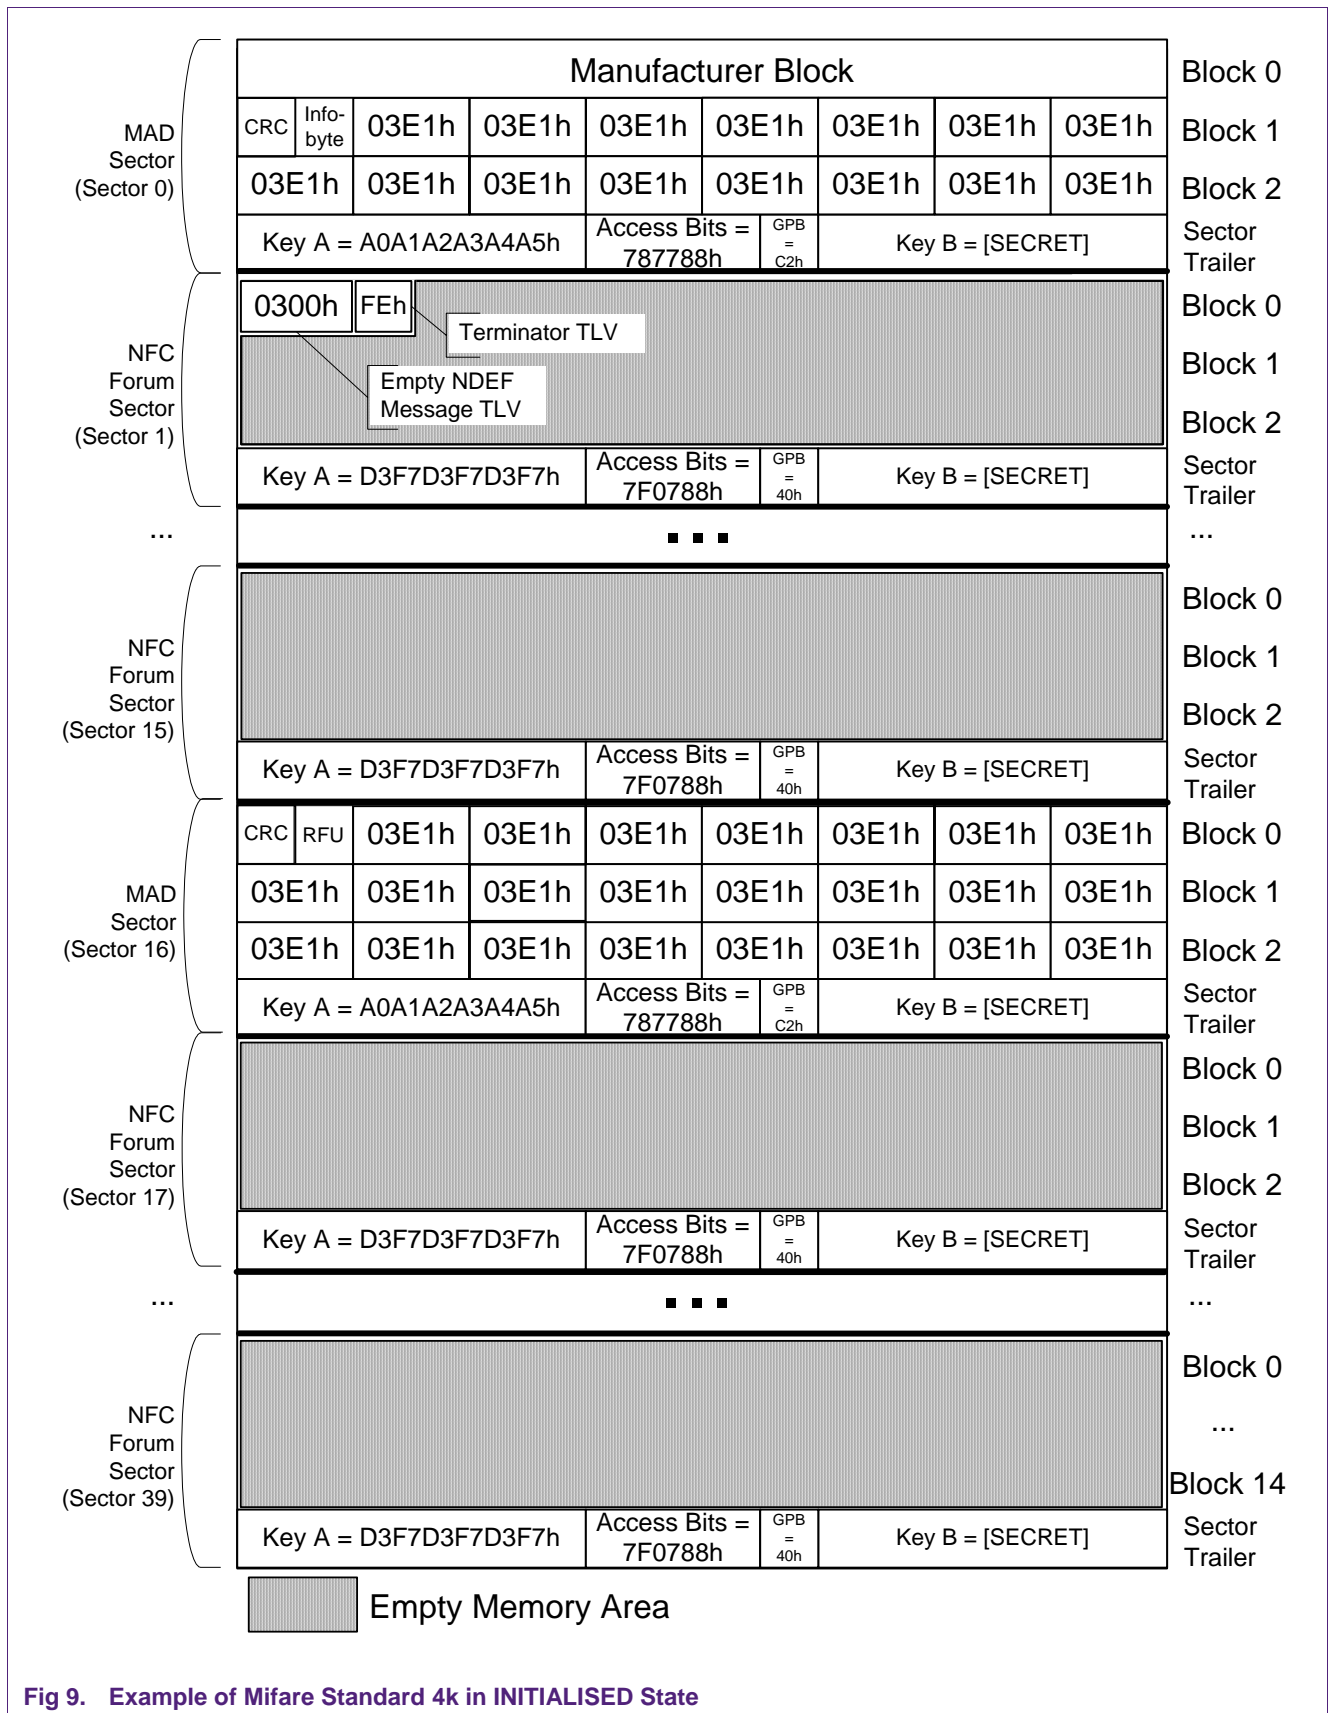 Manufacturer Block
Block 0
MAD
Sector
(Sector 0)
CRC
Info-
byte
03E1h 03E1h 03E1h 03E1h 03E1h 03E1h 03E1h
Block 1
03E1h 03E1h 03E1h 03E1h 03E1h 03E1h 03E1h 03E1h
Block 2
Key A = A0A1A2A3A4A5h
Access Bits =
787788h
GPB
=
C2h
Key B = [SECRET]
Sector
Trailer
NFC
Forum
Sector
(Sector 1)
0300h
FEh
Terminator TLV
Empty NDEF
Message TLV
Block 0
Block 1
Block 2
Key A = D3F7D3F7D3F7h
Access Bits =
7F0788h
GPB
=
40h
Key B = [SECRET]
Sector
Trailer
... ... ...
NFC
Forum
Sector
(Sector 15)
Block 0
Block 1
Block 2
Key A = D3F7D3F7D3F7h
Access Bits =
7F0788h
GPB
=
40h
Key B = [SECRET]
Sector
Trailer
MAD
Sector
(Sector 16)
CRC RFU 03E1h 03E1h 03E1h 03E1h 03E1h 03E1h 03E1h
Block 0
03E1h 03E1h 03E1h 03E1h 03E1h 03E1h 03E1h 03E1h
Block 1
03E1h 03E1h 03E1h 03E1h 03E1h 03E1h 03E1h 03E1h
Block 2
Key A = A0A1A2A3A4A5h
Access Bits =
787788h
GPB
=
C2h
Key B = [SECRET]
Sector
Trailer
NFC
Forum
Sector
(Sector 17)
Block 0
Block 1
Block 2
Key A = D3F7D3F7D3F7h
Access Bits =
7F0788h
GPB
=
40h
Key B = [SECRET]
Sector
Trailer
... ... ...
NFC
Forum
Sector
(Sector 39)
Block 0
...
Block 14
Key A = D3F7D3F7D3F7h
Access Bits =
7F0788h
GPB
=
40h
Key B = [SECRET]
Sector
Trailer
Empty Memory Area
Fig 9. Example of Mifare Standard 4k in INITIALISED State